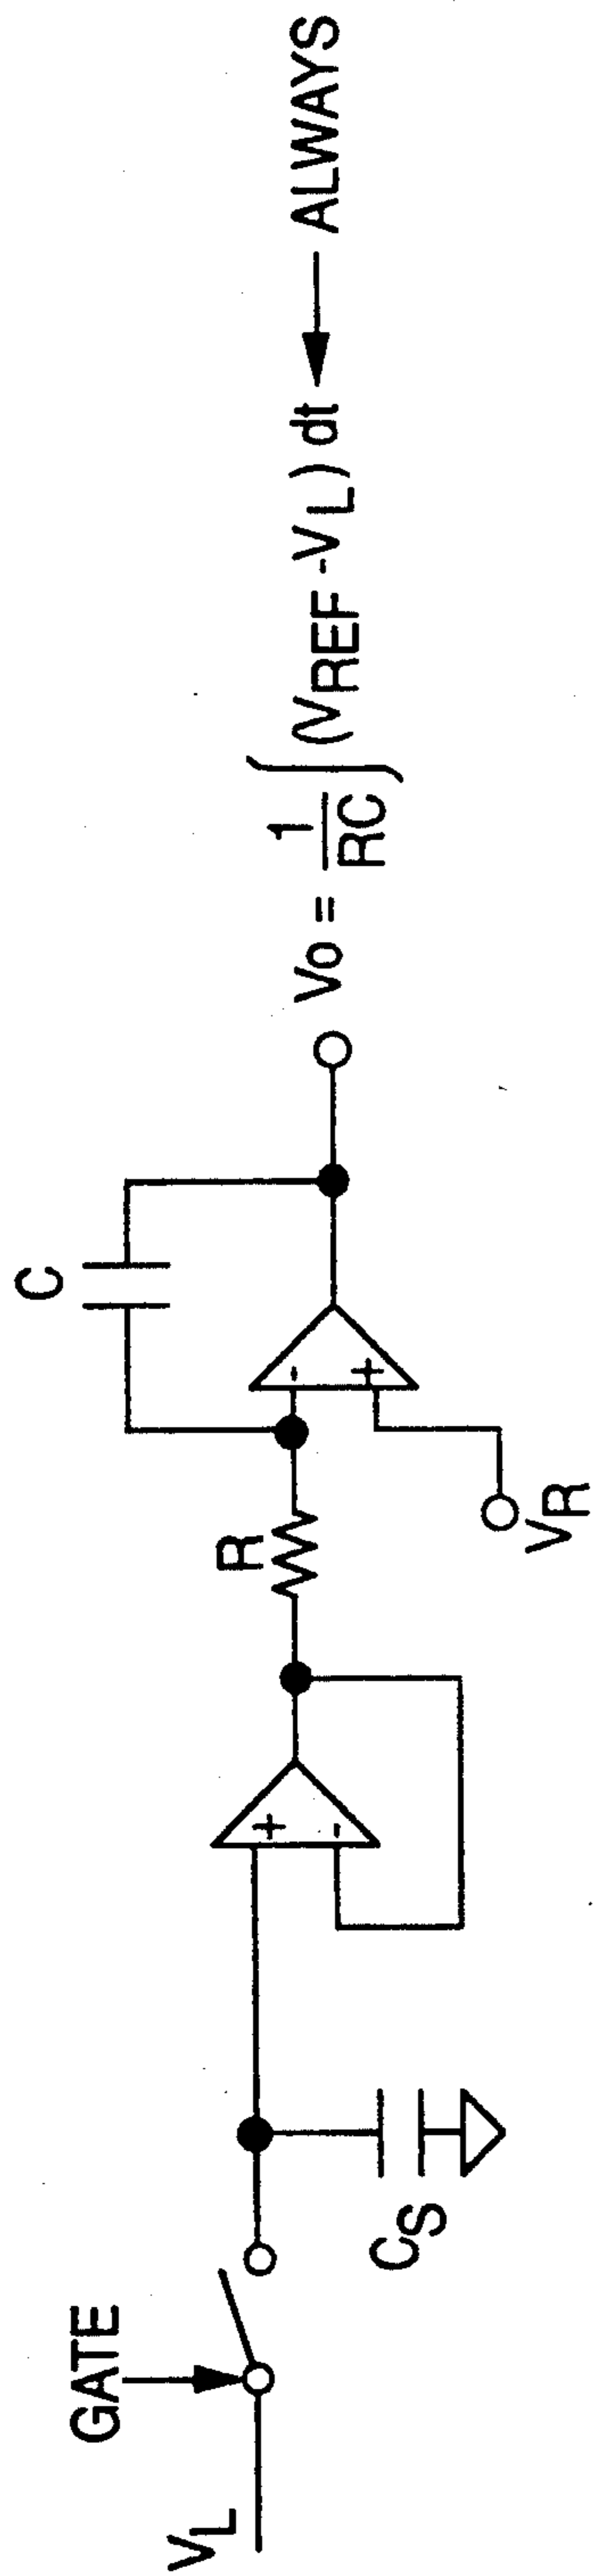 GATE
VL
CS
+
-
R
C
-
+
VR
Vo = 1/RC ∫ (VREF -VL) dt ← ALWAYS